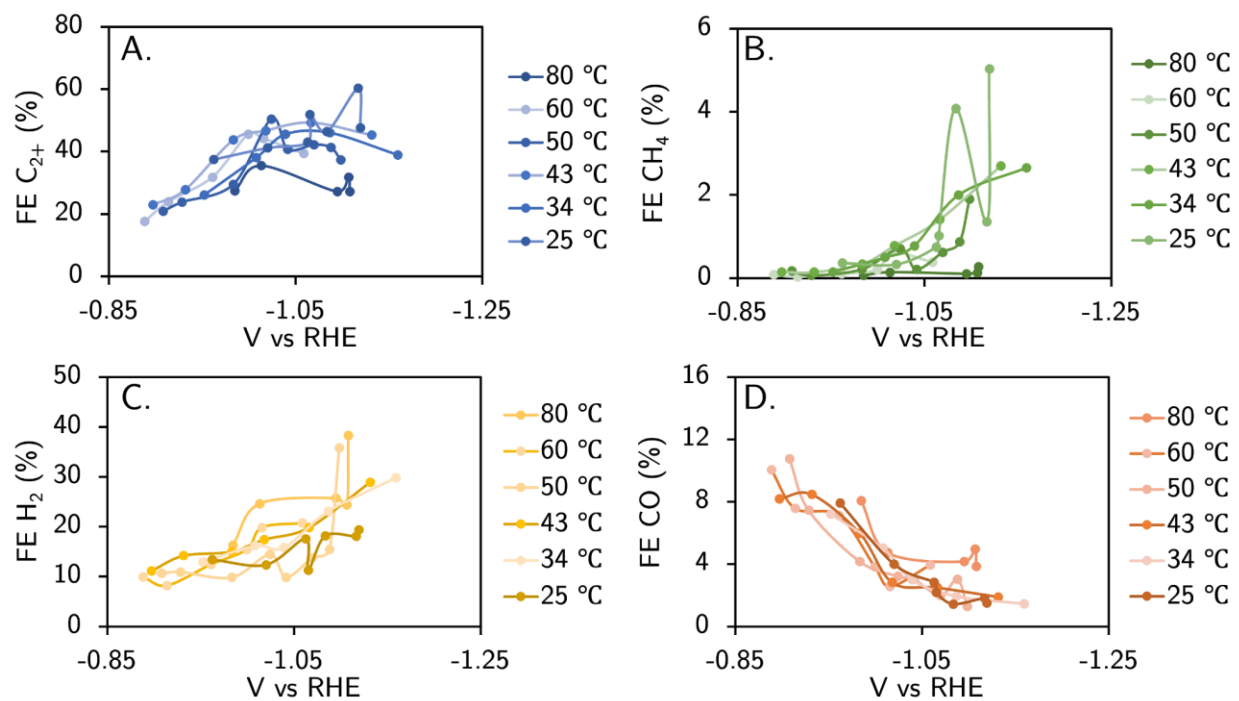 A.
FE C₂₊ (%)
80
60
40
20
0
-0.85
-1.05
-1.25
V vs RHE
80 °C
60 °C
50 °C
43 °C
34 °C
25 °C
B.
FE CH₄ (%)
6
4
2
0
-0.85
-1.05
-1.25
V vs RHE
80 °C
60 °C
50 °C
43 °C
34 °C
25 °C
C.
FE H₂ (%)
50
40
30
20
10
0
-0.85
-1.05
-1.25
V vs RHE
80 °C
60 °C
50 °C
43 °C
34 °C
25 °C
D.
FE CO (%)
16
12
8
4
0
-0.85
-1.05
-1.25
V vs RHE
80 °C
60 °C
50 °C
43 °C
34 °C
25 °C